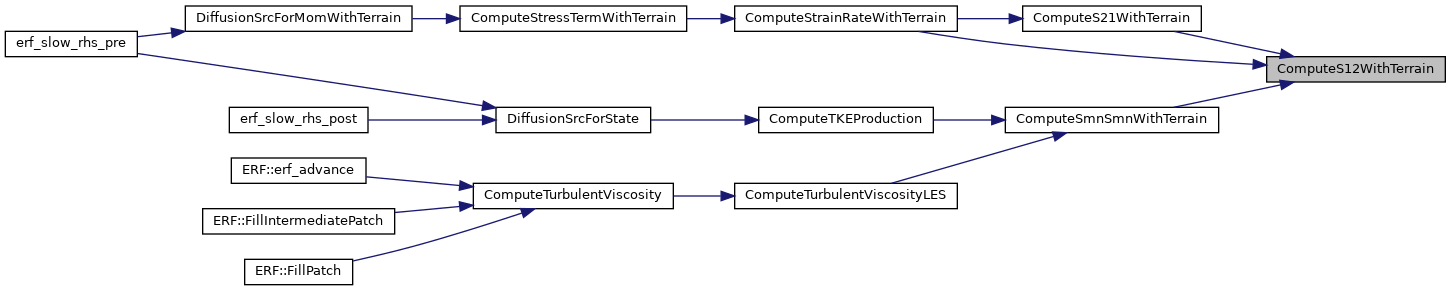 DiffusionSrcForMomWithTerrain
ComputeStressTermWithTerrain
ComputeStrainRateWithTerrain
ComputeS21WithTerrain
erf_slow_rhs_pre
ComputeS12WithTerrain
erf_slow_rhs_post
DiffusionSrcForState
ComputeTKEProduction
ComputeSmnSmnWithTerrain
ERF::erf_advance
ComputeTurbulentViscosity
ComputeTurbulentViscosityLES
ERF::FillIntermediatePatch
ERF::FillPatch